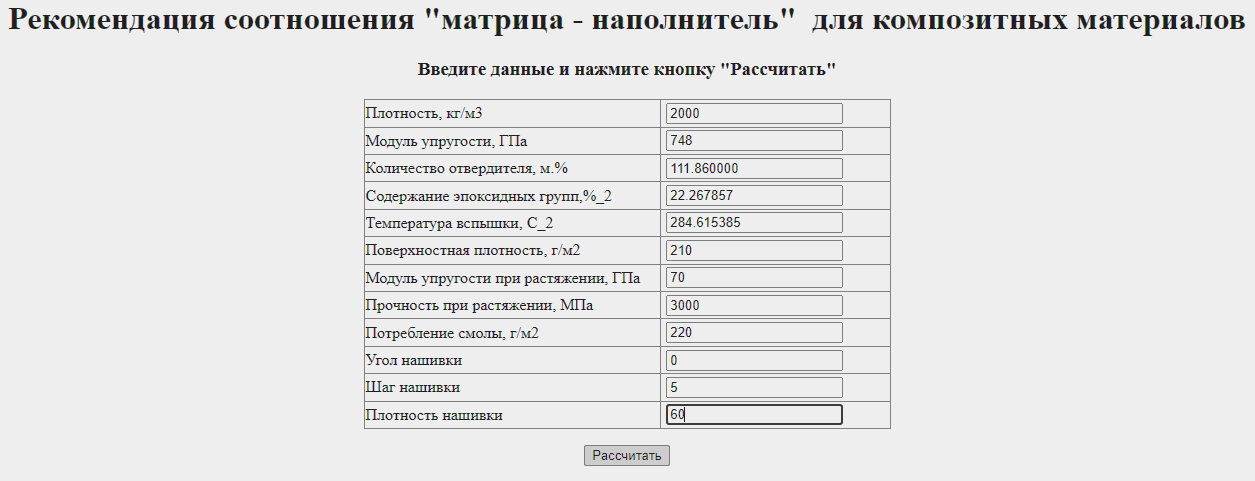 Рекомендация соотношения "матрица - наполнитель"  для композитных материалов
Введите данные и нажмите кнопку "Рассчитать"
Плотность, кг/м3 2000
Модуль упругости, ГПа 748
Количество отвердителя, м.% 111.860000
Содержание эпоксидных групп,%_2 22.267857
Температура вспышки, С_2 284.615385
Поверхностная плотность, г/м2 210
Модуль упругости при растяжении, ГПа 70
Прочность при растяжении, МПа 3000
Потребление смолы, г/м2 220
Угол нашивки 0
Шаг нашивки 5
Плотность нашивки 60
Рассчитать